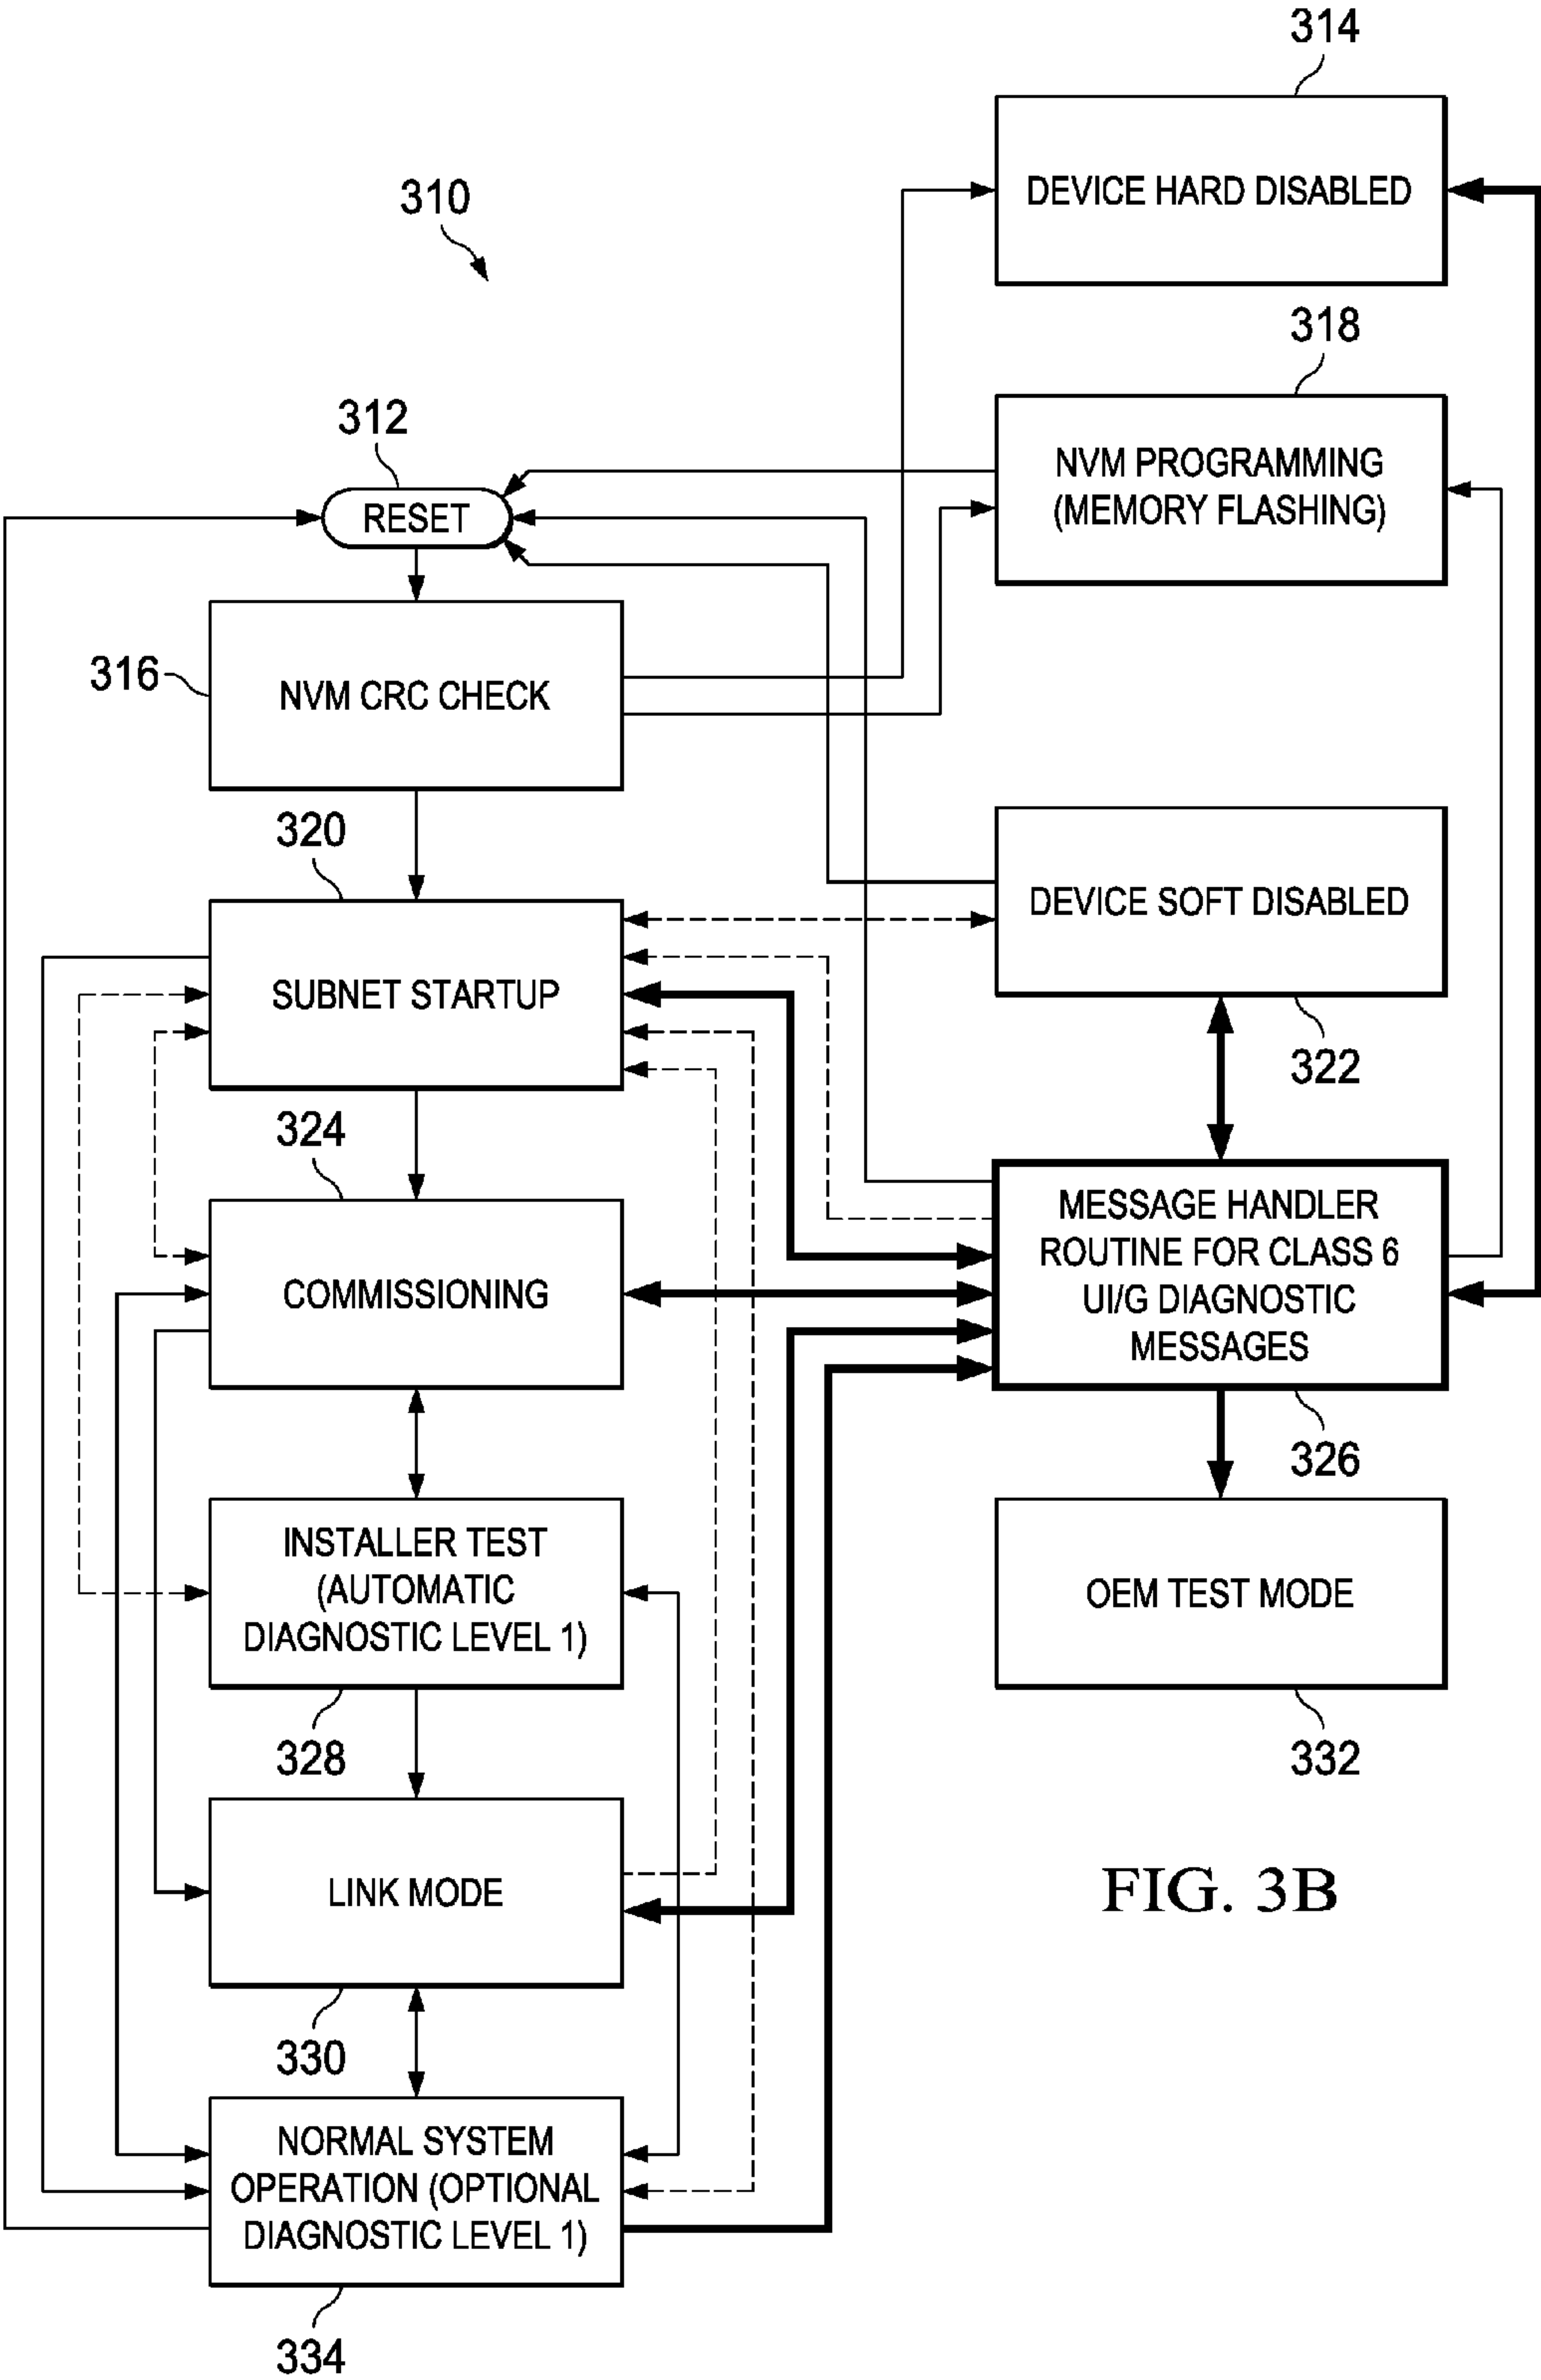 314
DEVICE HARD DISABLED
310
318
NVM PROGRAMMING
(MEMORY FLASHING)
312
RESET
316
NVM CRC CHECK
320
SUBNET STARTUP
DEVICE SOFT DISABLED
322
324
COMMISSIONING
MESSAGE HANDLER
ROUTINE FOR CLASS 6
UI/G DIAGNOSTIC
MESSAGES
326
INSTALLER TEST
(AUTOMATIC
DIAGNOSTIC LEVEL 1)
328
OEM TEST MODE
332
LINK MODE
330
FIG. 3B
NORMAL SYSTEM
OPERATION (OPTIONAL
DIAGNOSTIC LEVEL 1)
334